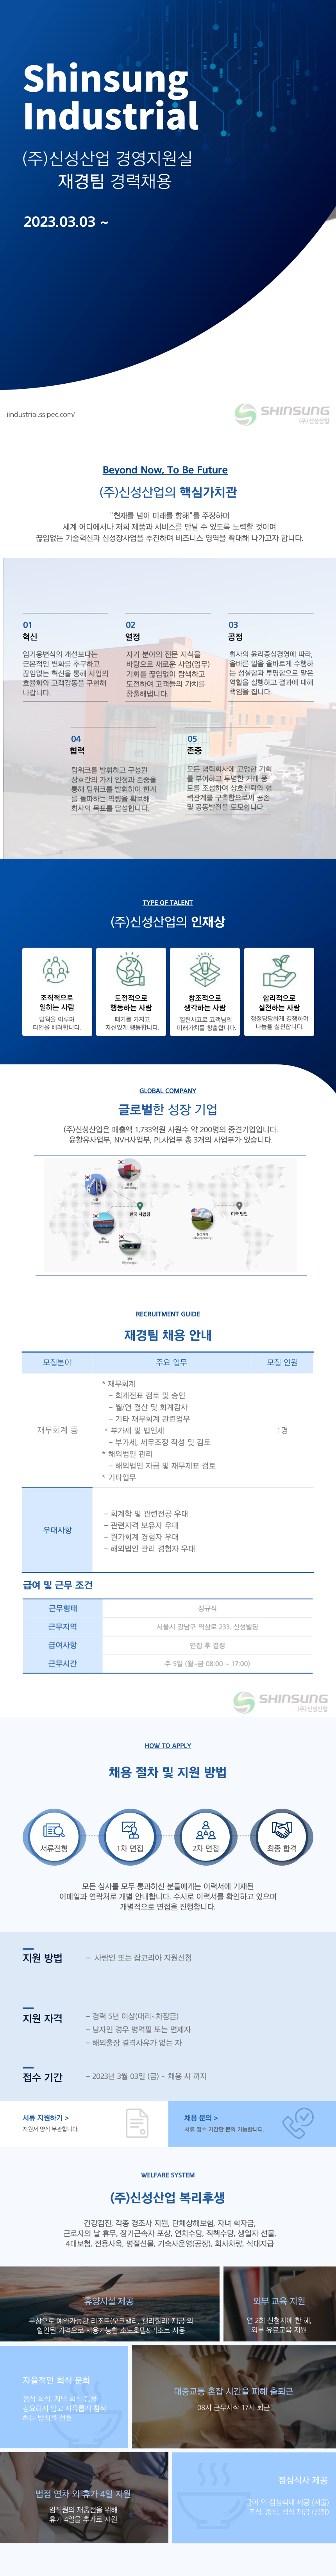 Shinsung
Industrial
(주)신성산업 경영지원실
재경팀 경력채용
2023.03.03 ~
iindustrial.ssipec.com/
SHINSUNG
(주)신성산업
Beyond Now, To Be Future
(주)신성산업의 핵심가치관
"현재를 넘어 미래를 향해"를 주장하며
세계 어디에서나 저희 제품과 서비스를 만날 수 있도록 노력할 것이며
끊임없는 기술혁신과 신성장사업을 추진하며 비즈니스 영역을 확대해 나가고자 합니다.
01
혁신
임기응변식의 개선보다는
근본적인 변화를 추구하고
끊임없는 혁신을 통해 사업의
효율화와 고객감동을 구현해
나갑니다.
02
열정
자기 분야의 전문 지식을
바탕으로 새로운 사업(업무)
기회를 끊임없이 탐색하고
도전하여 고객들의 가치를
창출해냅니다.
03
공정
회사의 윤리중심경영에 따라,
올바른 일을 올바르게 수행하
는 성실함과 투명함으로 맡은
역할을 실행하고 결과에 대해
책임을 집니다.
04
협력
팀워크를 발휘하고 구성원
상호간의 가치 인정과 존중을
통해 팀워크를 발휘하여 한계
를 돌파하는 역량을 확보해
회사의 목표를 달성합니다.
05
존중
모든 협력회사에 고염한 기회
를 부여하고 투명한 거래 풍
토를 조성하여 상호신뢰와 협
력관계를 구축함으로써 공존
및 공동발전을 도모합니다
TYPE OF TALENT
(주)신성산업의 인재상
조직적으로
일하는 사람
팀웍을 이루며
타인을 배려합니다.
도전적으로
행동하는 사람
패기를 가지고
자신있게 행동합니다.
창조적으로
생각하는 사람
열린사고로 고객님의
미래가치를 창출합니다.
합리적으로
실천하는 사람
정정당당하게 경쟁하며
나눔을 실천합니다.
GLOBAL COMPANY
글로벌한 성장 기업
(주)신성산업은 매출액 1,733억원 사원수 약 200명의 중견기업입니다.
윤활유사업부, NVH사업부, PL사업부 총 3개의 사업부가 있습니다.
한국 사업장
미국 법인
RECRUITMENT GUIDE
재경팀 채용 안내
모집분야 주요 업무 모집 인원
재무회계 등
* 재무회계
- 회계전표 검토 및 승인
- 월/연 결산 및 회계감사
- 기타 재무회계 관련업무
* 부가세 및 법인세
- 부가세, 세무조정 작성 및 검토
* 해외법인 관리
- 해외법인 자금 및 재무제표 검토
* 기타업무
1명
우대사항
- 회계학 및 관련전공 우대
- 관련자격 보유자 우대
- 원가회계 경험자 우대
- 해외법인 관리 경험자 우대
급여 및 근무 조건
근무형태 정규직
근무지역 서울시 강남구 역삼로 233, 신성빌딩
급여사항 면접 후 결정
근무시간 주 5일 (월~금 08:00 ~ 17:00)
SHINSUNG
(주)신성산업
HOW TO APPLY
채용 절차 및 지원 방법
서류전형
1차 면접
2차 면접
최종 합격
모든 심사를 모두 통과하신 분들에게는 이력서에 기재된
이메일과 연락처로 개별 안내합니다. 수시로 이력서를 확인하고 있으며
개별적으로 면접을 진행합니다.
지원 방법
- 사람인 또는 잡코리아 지원신청
지원 자격
- 경력 5년 이상(대리~차장급)
- 남자인 경우 병역필 또는 면제자
- 해외출장 결격사유가 없는 자
접수 기간
- 2023년 3월 03일 (금) ~ 채용 시 까지
서류 지원하기 >
지원서 양식 무관합니다.
채용 문의 >
서류 접수 기간만 문의 가능합니다.
WELFARE SYSTEM
(주)신성산업 복리후생
건강검진, 각종 경조사 지원, 단체상해보험, 자녀 학자금,
근로자의 날 휴무, 장기근속자 포상, 연차수당, 직책수당, 생일자 선물,
4대보험, 전용사옥, 명절선물, 기숙사운영(공장), 회사차량, 식대지급
휴양시설 제공
무상으로 예약가능한 리조트(오크밸리, 웰리힐리) 제공 외
할인된 가격으로 사용가능한 소노호텔&리조트 사용
외부 교육 지원
연 2회 신청자에 한 해,
외부 유료교육 지원
자율적인 회식 문화
정식 회식, 저녁 회식 등을
강요하지 않고 자유롭게 참석
하는 방식을 선호
대중교통 혼잡 시간을 피해 출퇴근
08시 근무시작 17시 퇴근
법정 연차 외 휴가 4일 지원
임직원의 재충전을 위해
휴가 4일을 추가로 지원
점심식사 제공
급여 외 점심식대 제공 (서울)
조식, 중식, 석식 제공 (공장)